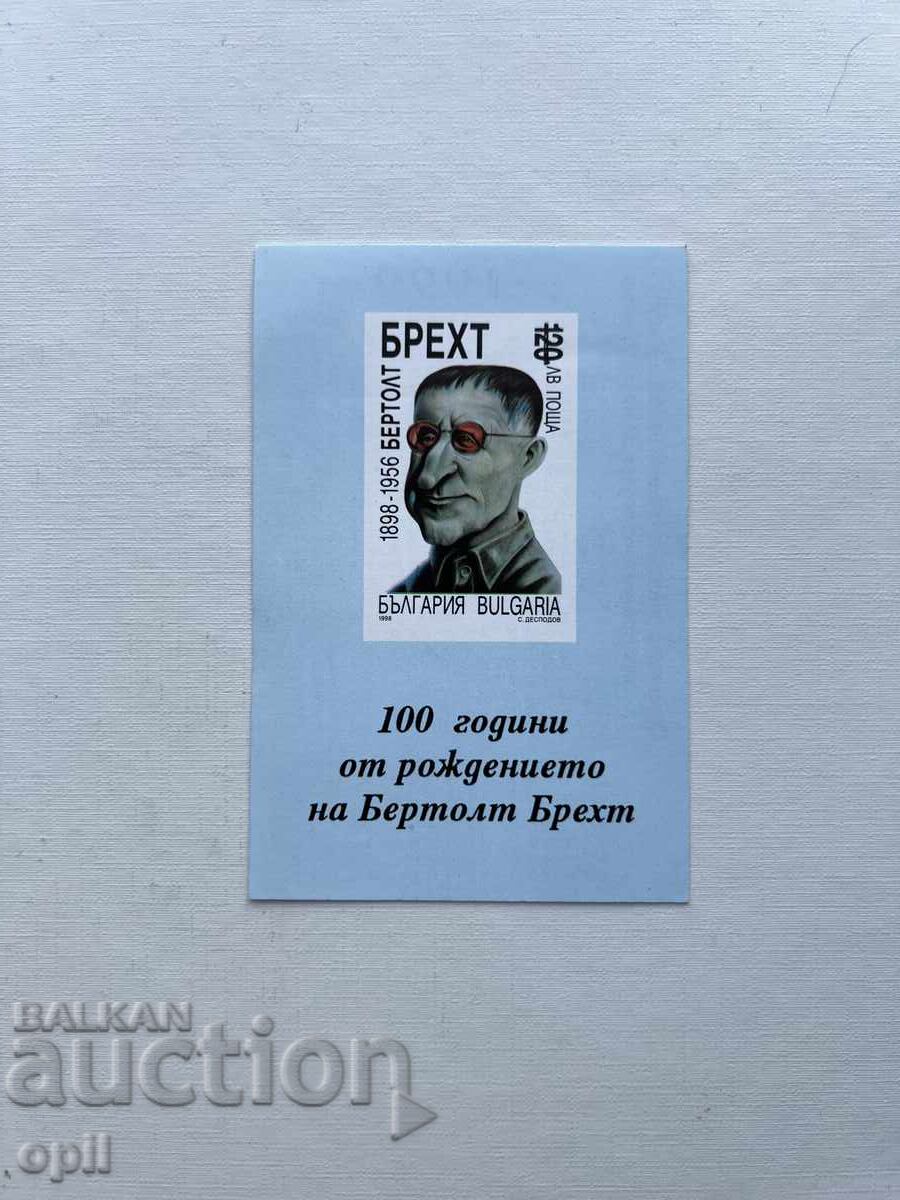 БРЕХТ
120
ЛВ ПОЩА
1898-1956 БЕРТОЛТ
БЪЛГАРИЯ BULGARIA
1998 С. ДЕСПОДОВ
100 години
от рождението
на Бертолт Брехт
BALKAN
auction
opll